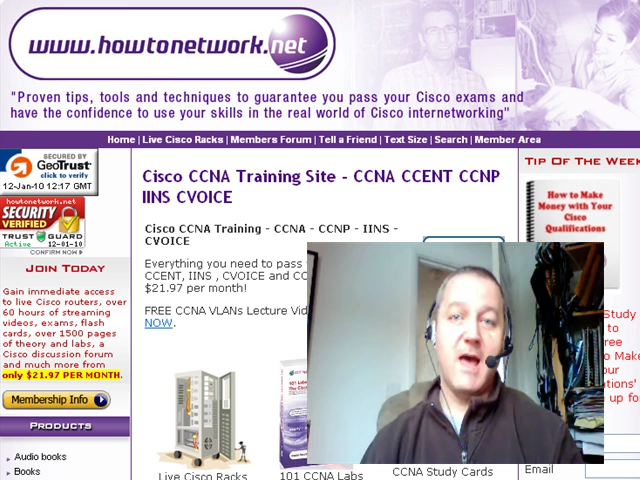 www.howtonetwork.net
"Proven tips, tools and techniques to guarantee you pass your Cisco exams and
have the confidence to use your skills in the real world of Cisco internetworking"
Home | Live Cisco Racks | Members Forum | Tell a Friend | Text Size | Search | Member Area
SECURED BY
GeoTrust
click to verify
12-Jan-10 12:17 GMT
howtonetwork.net
SECURITY
VERIFIED
TRUST GUARD
Active 12-01-10
CONFIRM NOW
JOIN TODAY
Gain immediate access
to live Cisco routers, over
60 hours of streaming
videos, exams, flash
cards, over 1500 pages
of theory and labs, a
Cisco discussion forum
and much more from
only $21.97 PER MONTH.
Membership Info
PRODUCTS
Audio books
Books
Cisco CCNA Training Site - CCNA CCENT CCNP
IINS CVOICE
Cisco CCNA Training - CCNA - CCNP - IINS -
CVOICE
Everything you need to pass
CCENT, IINS , CVOICE and CC
$21.97 per month!
FREE CCNA VLANs Lecture Vid
NOW.
Live Cisco Racks
101 Labs
101 CCNA Labs
CCNA Study Cards
TIP OF THE WEEK
How to Make
Money with Your
Cisco
Qualifications
Study
to
ree
o Make
our
tions'
up for
Email